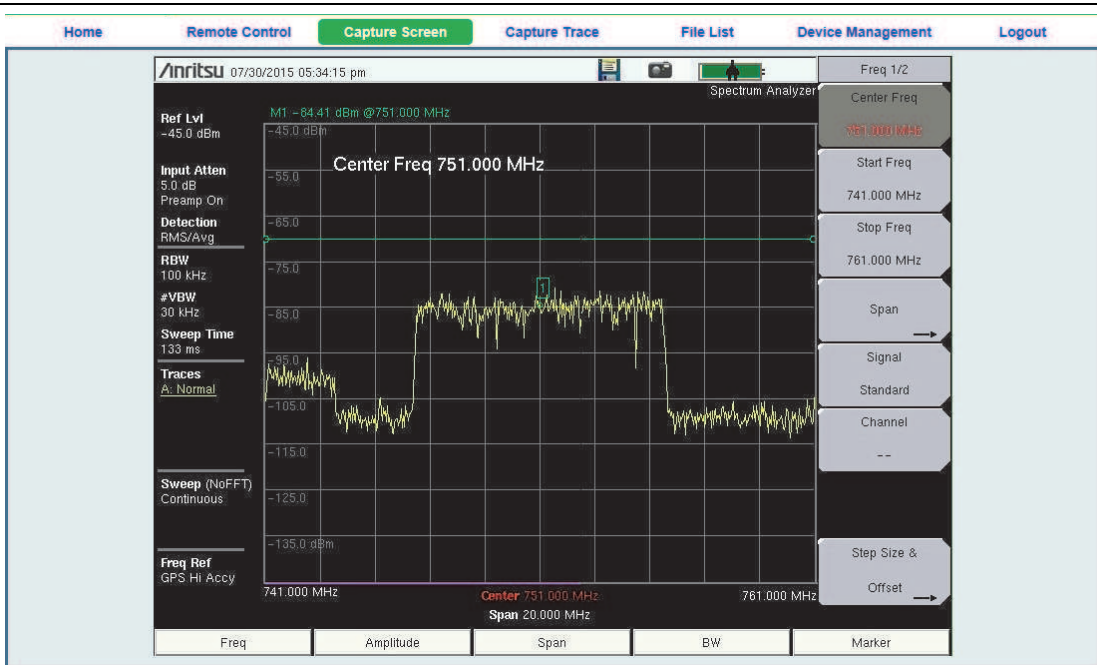 Home Remote Control Capture Screen Capture Trace File List Device Management Logout
/Inritsu 07/30/2015 05:34:15 pm
Freq 1/2
Spectrum Analyzer
Ref Lvl
-45.0 dBm
Input Atten
5.0 dB
Preamp On
Detection
RMS/Avg
RBW
100 kHz
#VBW
30 kHz
Sweep Time
133 ms
Traces
A: Normal
Sweep (NoFFT)
Continuous
Freq Ref
GPS Hi Accy
M1 -84.41 dBm @751.000 MHz
-45.0 dBm
Center Freq 751.000 MHz
-55.0
-65.0
-75.0
1
-85.0
-95.0
-105.0
-115.0
-125.0
-135.0 dBm
741.000 MHz Center 751.000 MHz 761.000 MHz
Span 20.000 MHz
Center Freq
751.000 MHz
Start Freq
741.000 MHz
Stop Freq
761.000 MHz
Span
Signal
Standard
Channel
--
Step Size &
Offset
Freq Amplitude Span BW Marker